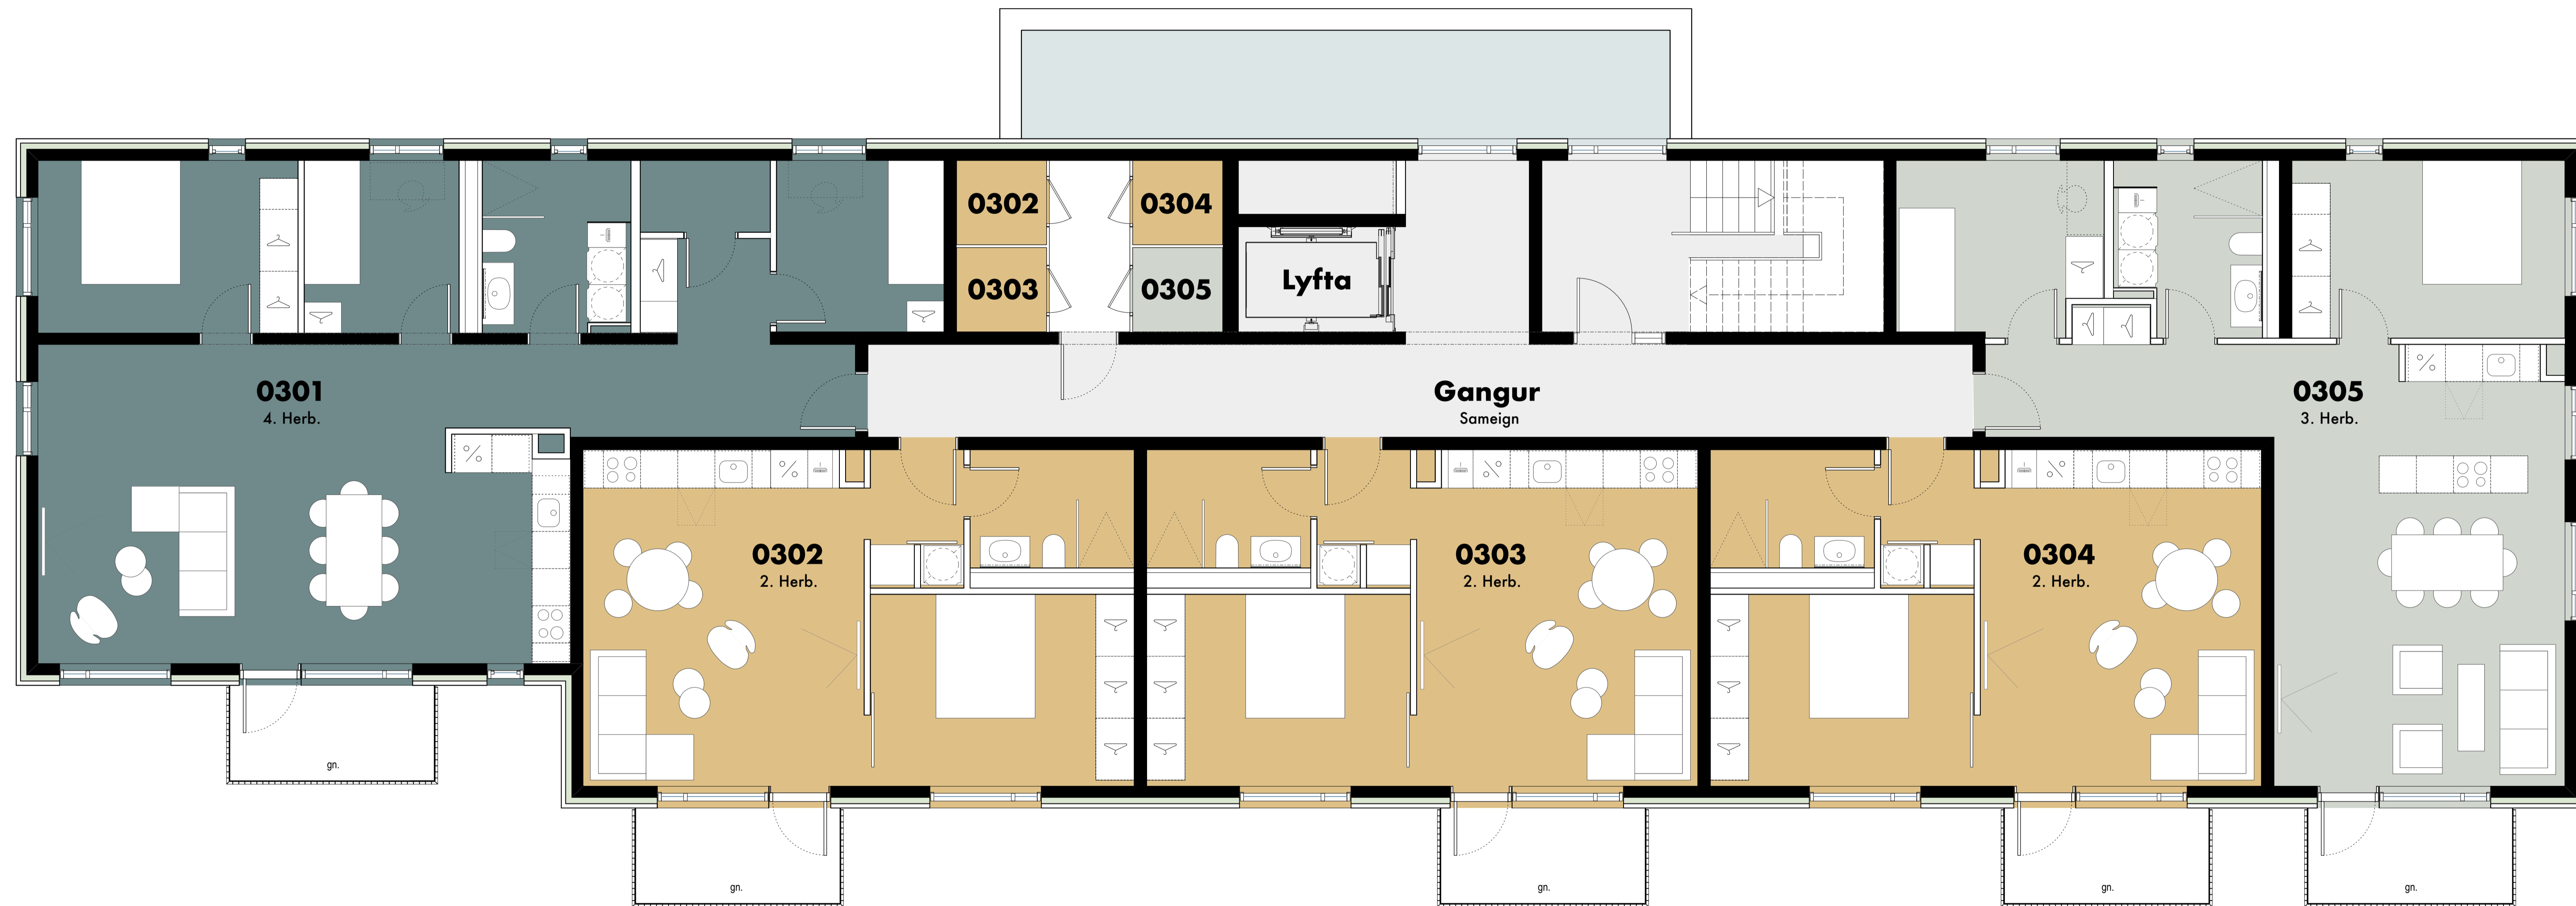 0302
0304
0303
0305
Lyfta
0301
4. Herb.
Gangur
Sameign
0305
3. Herb.
0302
2. Herb.
0303
2. Herb.
0304
2. Herb.
gn.
gn.
gn.
gn.
gn.